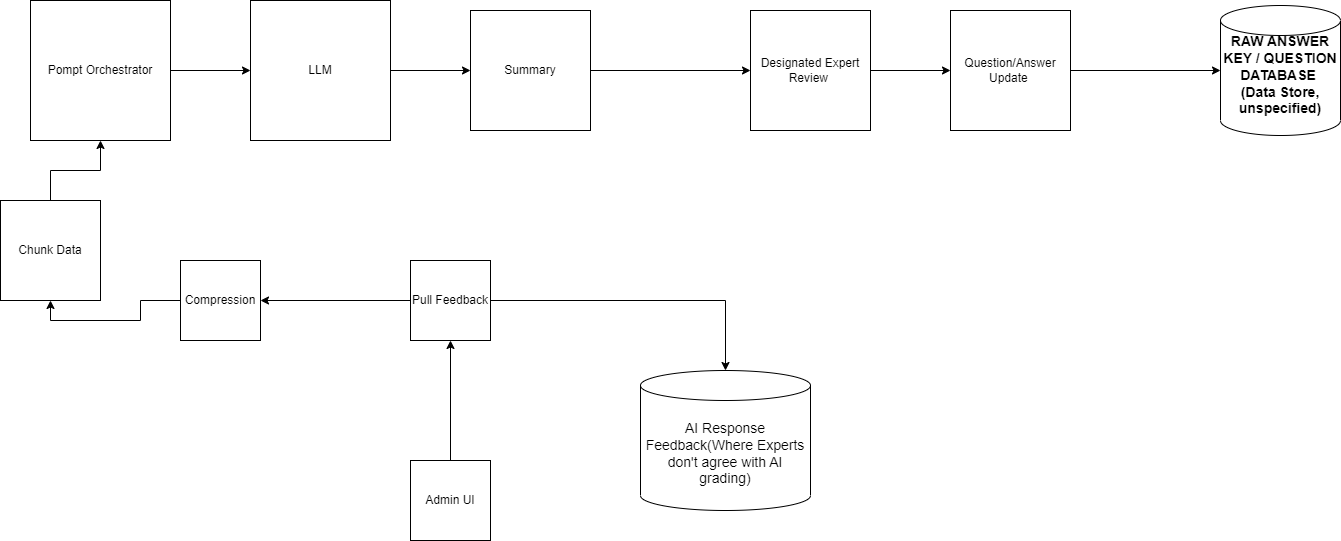 Pompt Orchestrator
LLM
Summary
Designated Expert
Review
Question/Answer
Update
RAW ANSWER
KEY / QUESTION
DATABASE
(Data Store,
unspecified)
Chunk Data
Compression
Pull Feedback
AI Response
Feedback(Where Experts
don't agree with AI
grading)
Admin UI